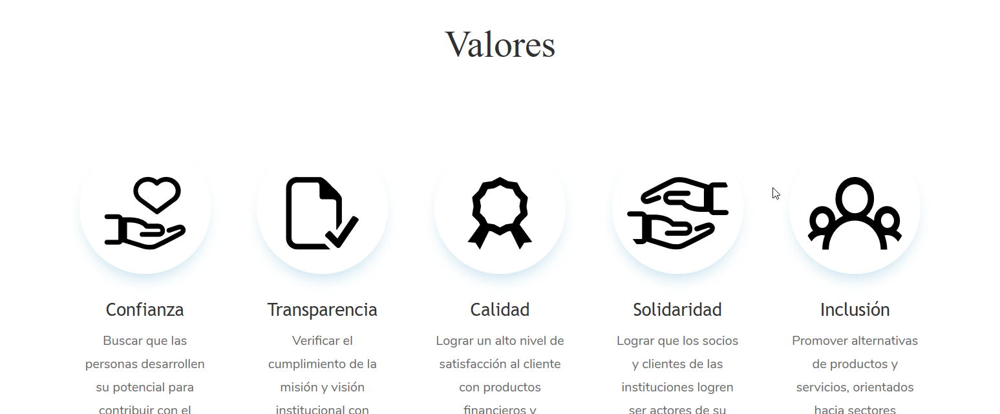 Valores
Confianza
Buscar que las
personas desarrollen
su potencial para
contribuir con el
Transparencia
Verificar el
cumplimiento de la
misión y visión
institucional con
Calidad
Lograr un alto nivel de
satisfacción al cliente
con productos
financieros y
Solidaridad
Lograr que los socios
y clientes de las
instituciones logren
ser actores de su
Inclusión
Promover alternativas
de productos y
servicios, orientados
hacia sectores